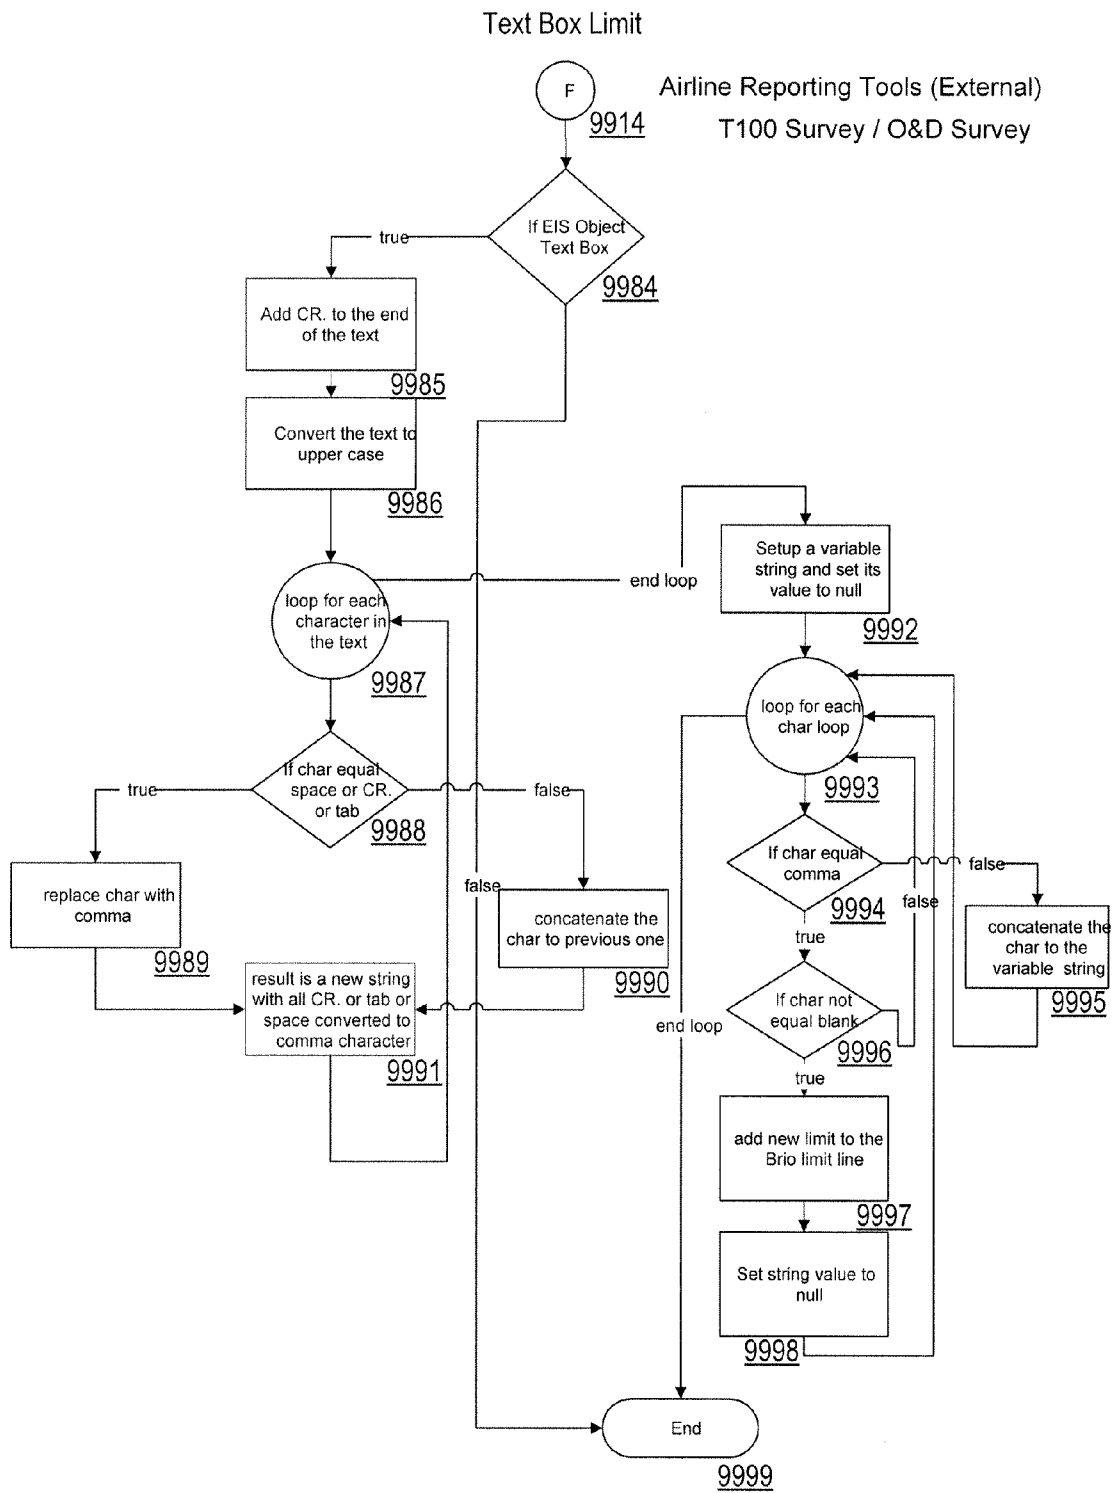 Text Box Limit
F
Airline Reporting Tools (External)
T100 Survey / O&D Survey
9914
If EIS Object
Text Box
9984
true
Add CR. to the end
of the text
9985
Convert the text to
upper case
9986
loop for each
character in
the text
9987
end loop
If char equal
space or CR.
or tab
9988
true
false
replace char with
comma
9989
false
concatenate the
char to previous one
9990
result is a new string
with all CR. or tab or
space converted to
comma character
9991
Setup a variable
string and set its
value to null
9992
loop for each
char loop
9993
If char equal
comma
9994
false
false
concatenate the
char to the
variable string
9995
true
If char not
equal blank
9996
end loop
true
add new limit to the
Brio limit line
9997
Set string value to
null
9998
End
9999